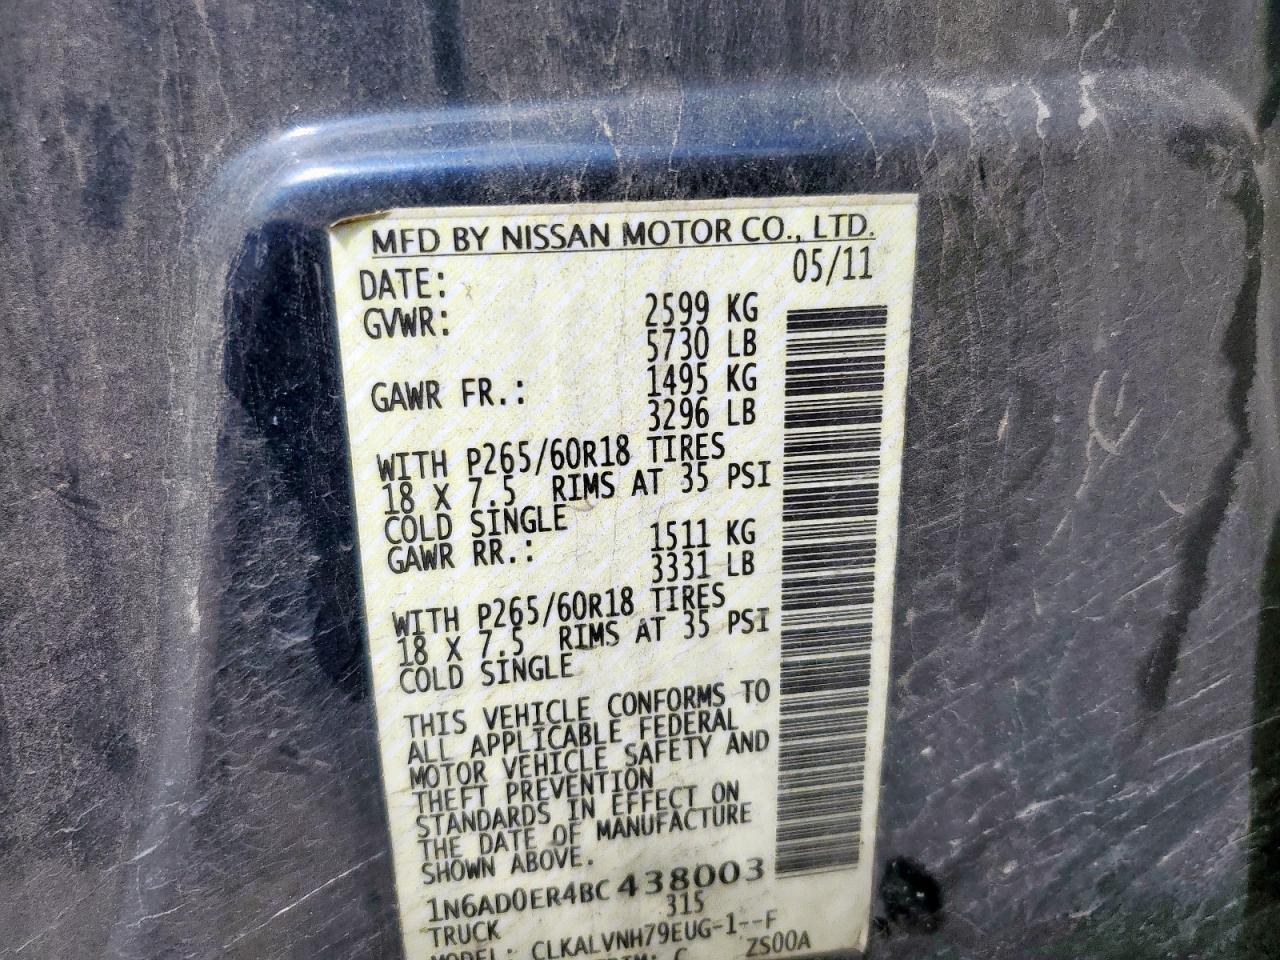 MFD BY NISSAN MOTOR CO., LTD.
DATE: 05/11
GVWR: 2599 KG
5730 LB
GAWR FR.: 1495 KG
3296 LB
WITH P265/60R18 TIRES
18 X 7.5 RIMS AT 35 PSI
COLD SINGLE
GAWR RR.: 1511 KG
3331 LB
WITH P265/60R18 TIRES
18 X 7.5 RIMS AT 35 PSI
COLD SINGLE
THIS VEHICLE CONFORMS TO
ALL APPLICABLE FEDERAL
MOTOR VEHICLE SAFETY AND
THEFT PREVENTION
STANDARDS IN EFFECT ON
THE DATE OF MANUFACTURE
SHOWN ABOVE.
1N6AD0ER4BC438003
TRUCK 315
MODEL: CLKALVNH79EUG-1--F
TRIM: C ZS00A